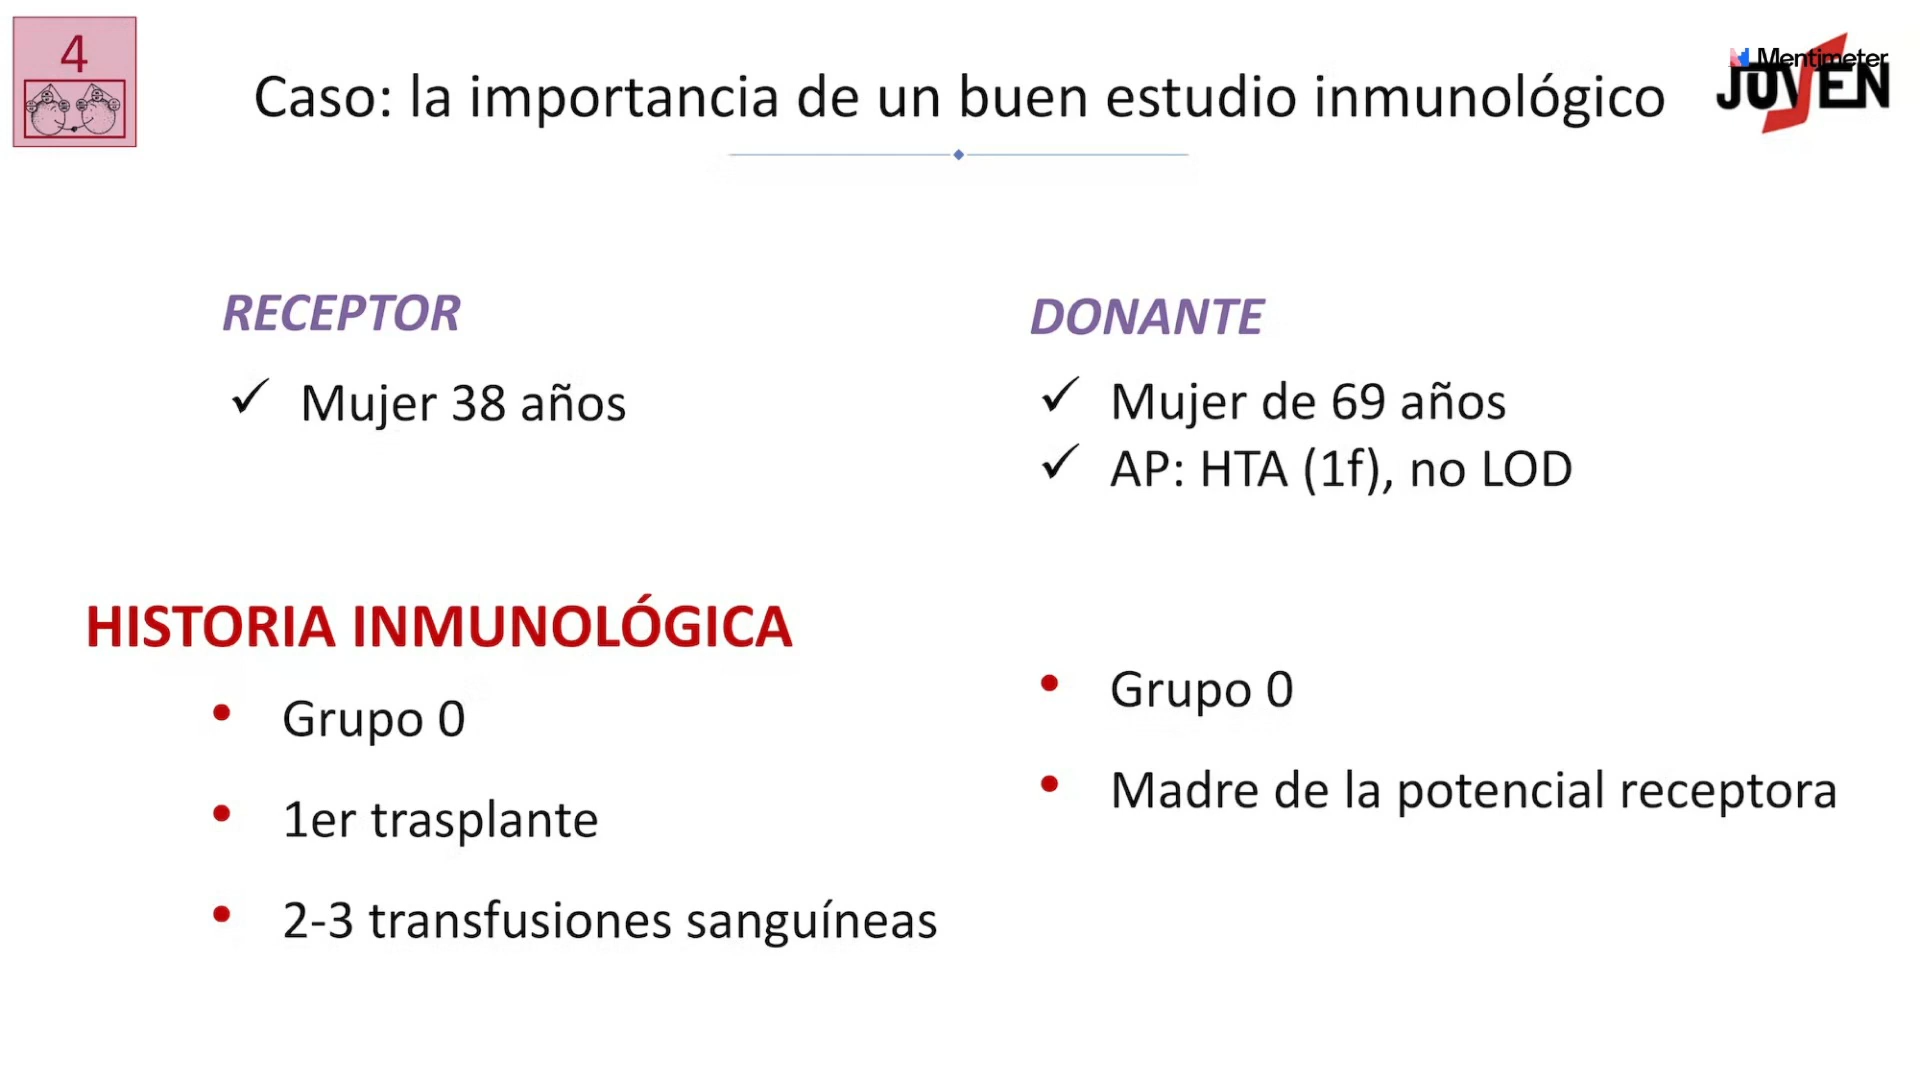 4
Caso: la importancia de un buen estudio inmunológico
Mentimeter
JOVEN
RECEPTOR
✓ Mujer 38 años
DONANTE
✓ Mujer de 69 años
✓ AP: HTA (1f), no LOD
HISTORIA INMUNOLÓGICA
• Grupo 0
• 1er trasplante
• 2-3 transfusiones sanguíneas
• Grupo 0
• Madre de la potencial receptora